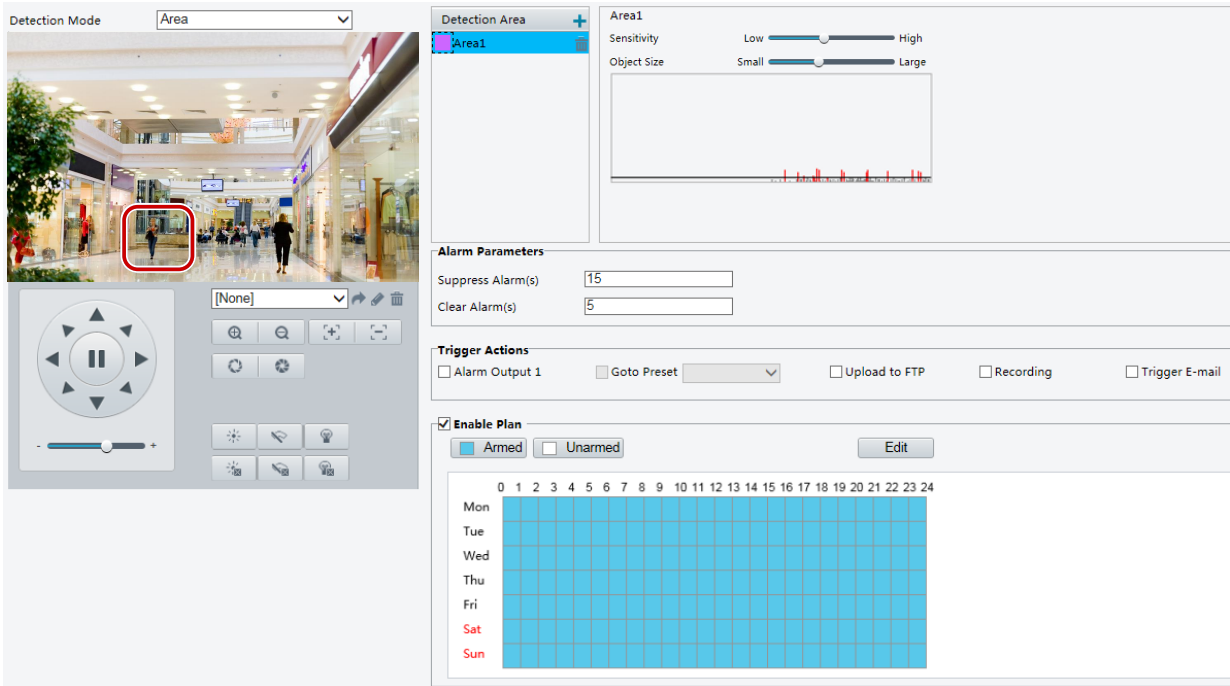 Detection Mode Area
[None]
- +
Detection Area +
Area1
Area1
Sensitivity Low High
Object Size Small Large
Alarm Parameters
Suppress Alarm(s) 15
Clear Alarm(s) 5
Trigger Actions
Alarm Output 1 Goto Preset Upload to FTP Recording Trigger E-mail
Enable Plan
Armed Unarmed Edit
0 1 2 3 4 5 6 7 8 9 10 11 12 13 14 15 16 17 18 19 20 21 22 23 24
Mon
Tue
Wed
Thu
Fri
Sat
Sun